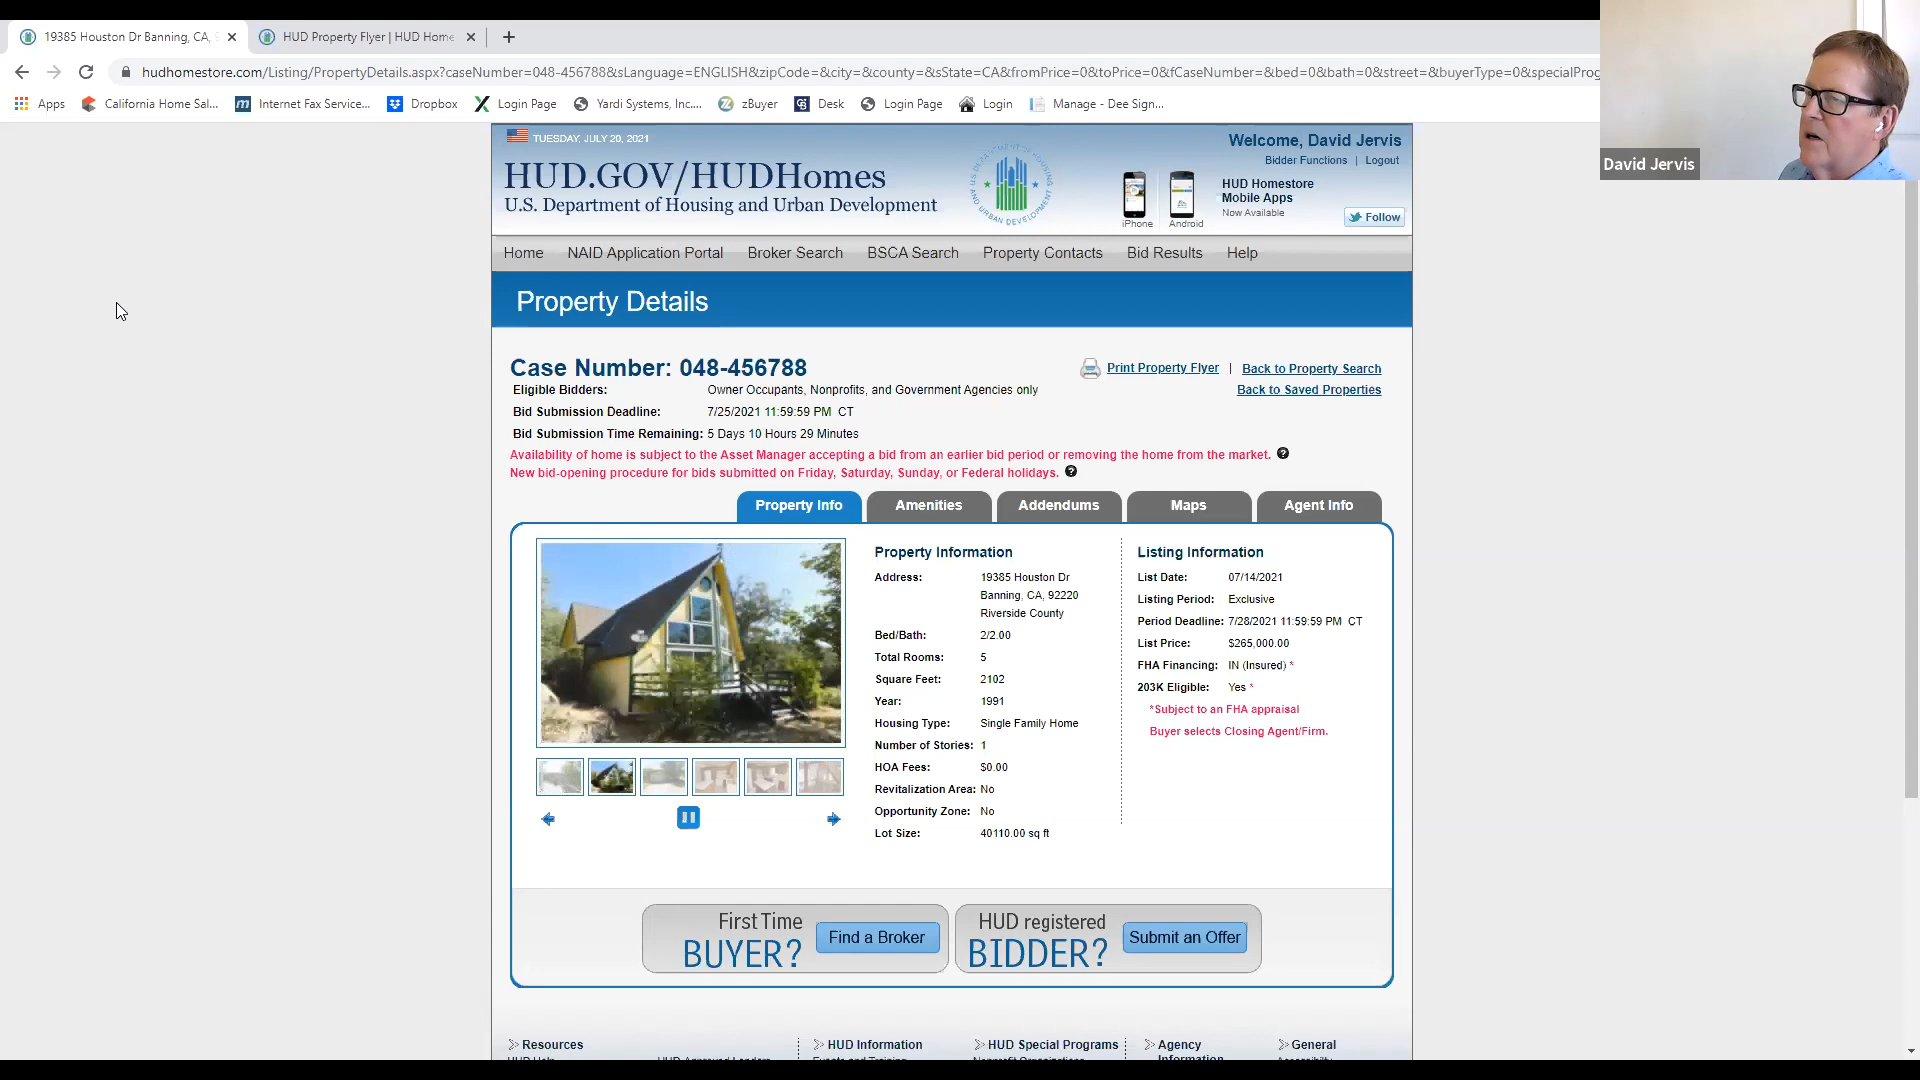 19385 Houston Dr Banning, CA,
HUD Property Flyer | HUD Home
hudhomestore.com/Listing/PropertyDetails.aspx?caseNumber=048-456788&sLanguage=ENGLISH&zipCode=&city=&county=&sState=CA&fromPrice=0&toPrice=0&fCaseNumber=&bed=0&bath=0&street=&buyerType=0&specialProg
Apps
California Home Sal...
Internet Fax Service...
Dropbox
Login Page
Yardi Systems, Inc....
zBuyer
Desk
Login Page
Login
Manage - Dee Sign...
David Jervis
TUESDAY, JULY 20, 2021
HUD.GOV/HUDHomes
U.S. Department of Housing and Urban Development
Welcome, David Jervis
Bidder Functions | Logout
HUD Homestore
Mobile Apps
Now Available
iPhone
Android
Follow
Home NAID Application Portal Broker Search BSCA Search Property Contacts Bid Results Help
Property Details
Case Number: 048-456788
Print Property Flyer | Back to Property Search
Back to Saved Properties
Eligible Bidders: Owner Occupants, Nonprofits, and Government Agencies only
Bid Submission Deadline: 7/25/2021 11:59:59 PM CT
Bid Submission Time Remaining: 5 Days 10 Hours 29 Minutes
Availability of home is subject to the Asset Manager accepting a bid from an earlier bid period or removing the home from the market.
New bid-opening procedure for bids submitted on Friday, Saturday, Sunday, or Federal holidays.
Property Info Amenities Addendums Maps Agent Info
Property Information
Address: 19385 Houston Dr
Banning, CA, 92220
Riverside County
Bed/Bath: 2/2.00
Total Rooms: 5
Square Feet: 2102
Year: 1991
Housing Type: Single Family Home
Number of Stories: 1
HOA Fees: $0.00
Revitalization Area: No
Opportunity Zone: No
Lot Size: 40110.00 sq ft
Listing Information
List Date: 07/14/2021
Listing Period: Exclusive
Period Deadline: 7/28/2021 11:59:59 PM CT
List Price: $265,000.00
FHA Financing: IN (Insured) *
203K Eligible: Yes *
*Subject to an FHA appraisal
Buyer selects Closing Agent/Firm.
First Time
BUYER?
Find a Broker
HUD registered
BIDDER?
Submit an Offer
Resources
HUD Information
HUD Special Programs
Agency
Information
General